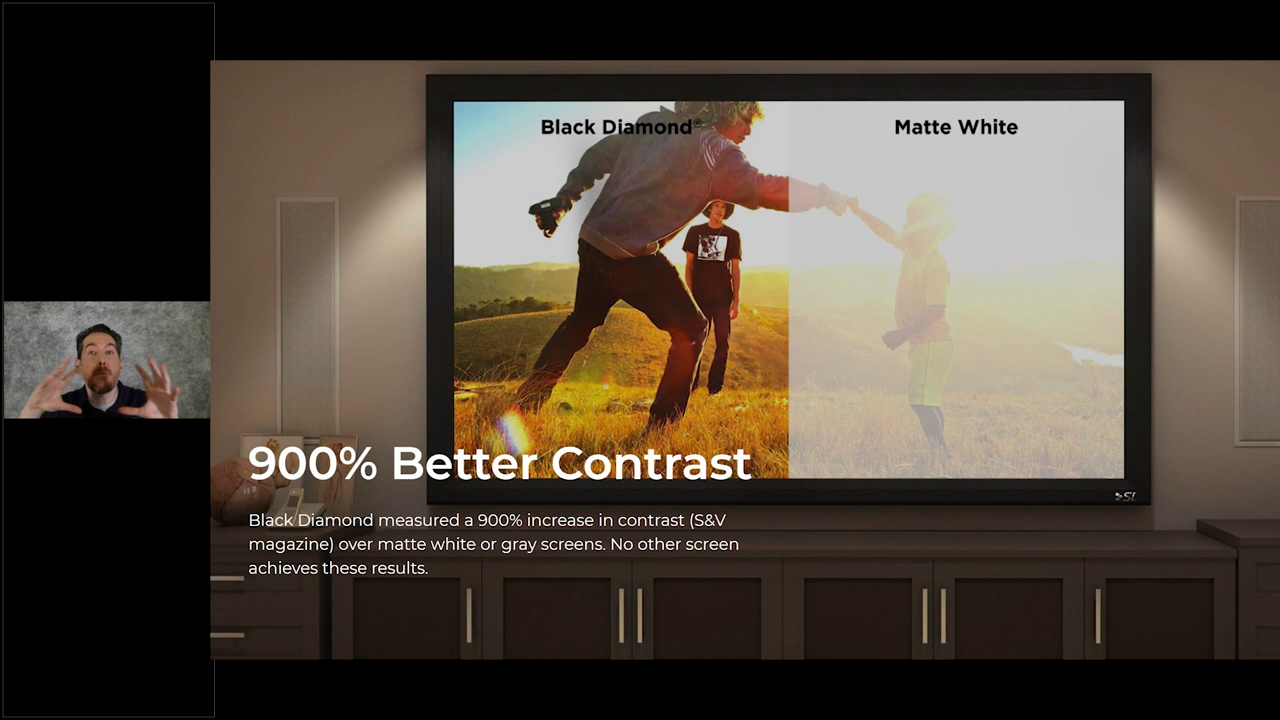 Black Diamond®
Matte White
900% Better Contrast
Black Diamond measured a 900% increase in contrast (S&V
magazine) over matte white or gray screens. No other screen
achieves these results.
SI